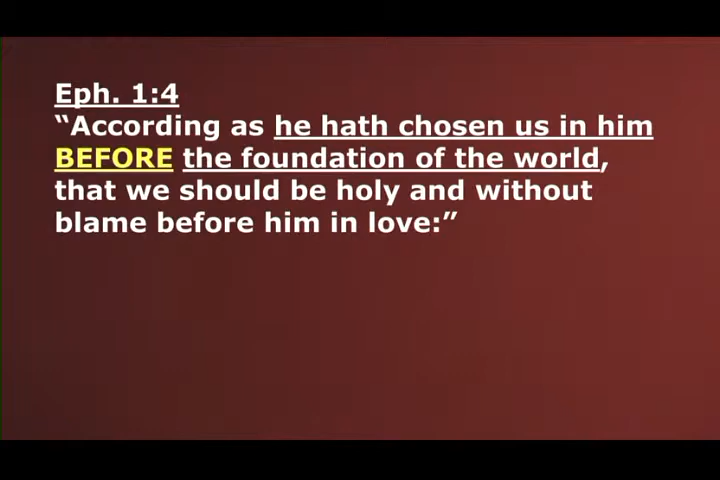 Eph. 1:4
“According as he hath chosen us in him
BEFORE the foundation of the world,
that we should be holy and without
blame before him in love:”